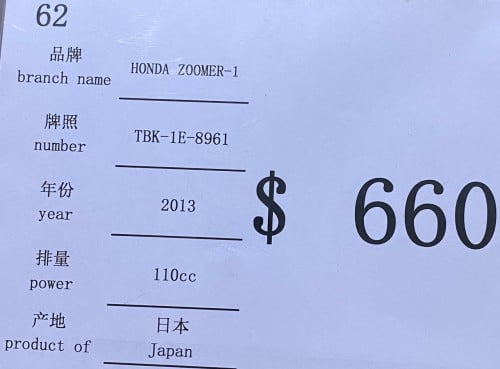 62
品牌
branch name
HONDA ZOOMER-1
牌照
number
TBK-1E-8961
年份
year
2013
$ 660
排量
power
110cc
产地
product of
日本
Japan